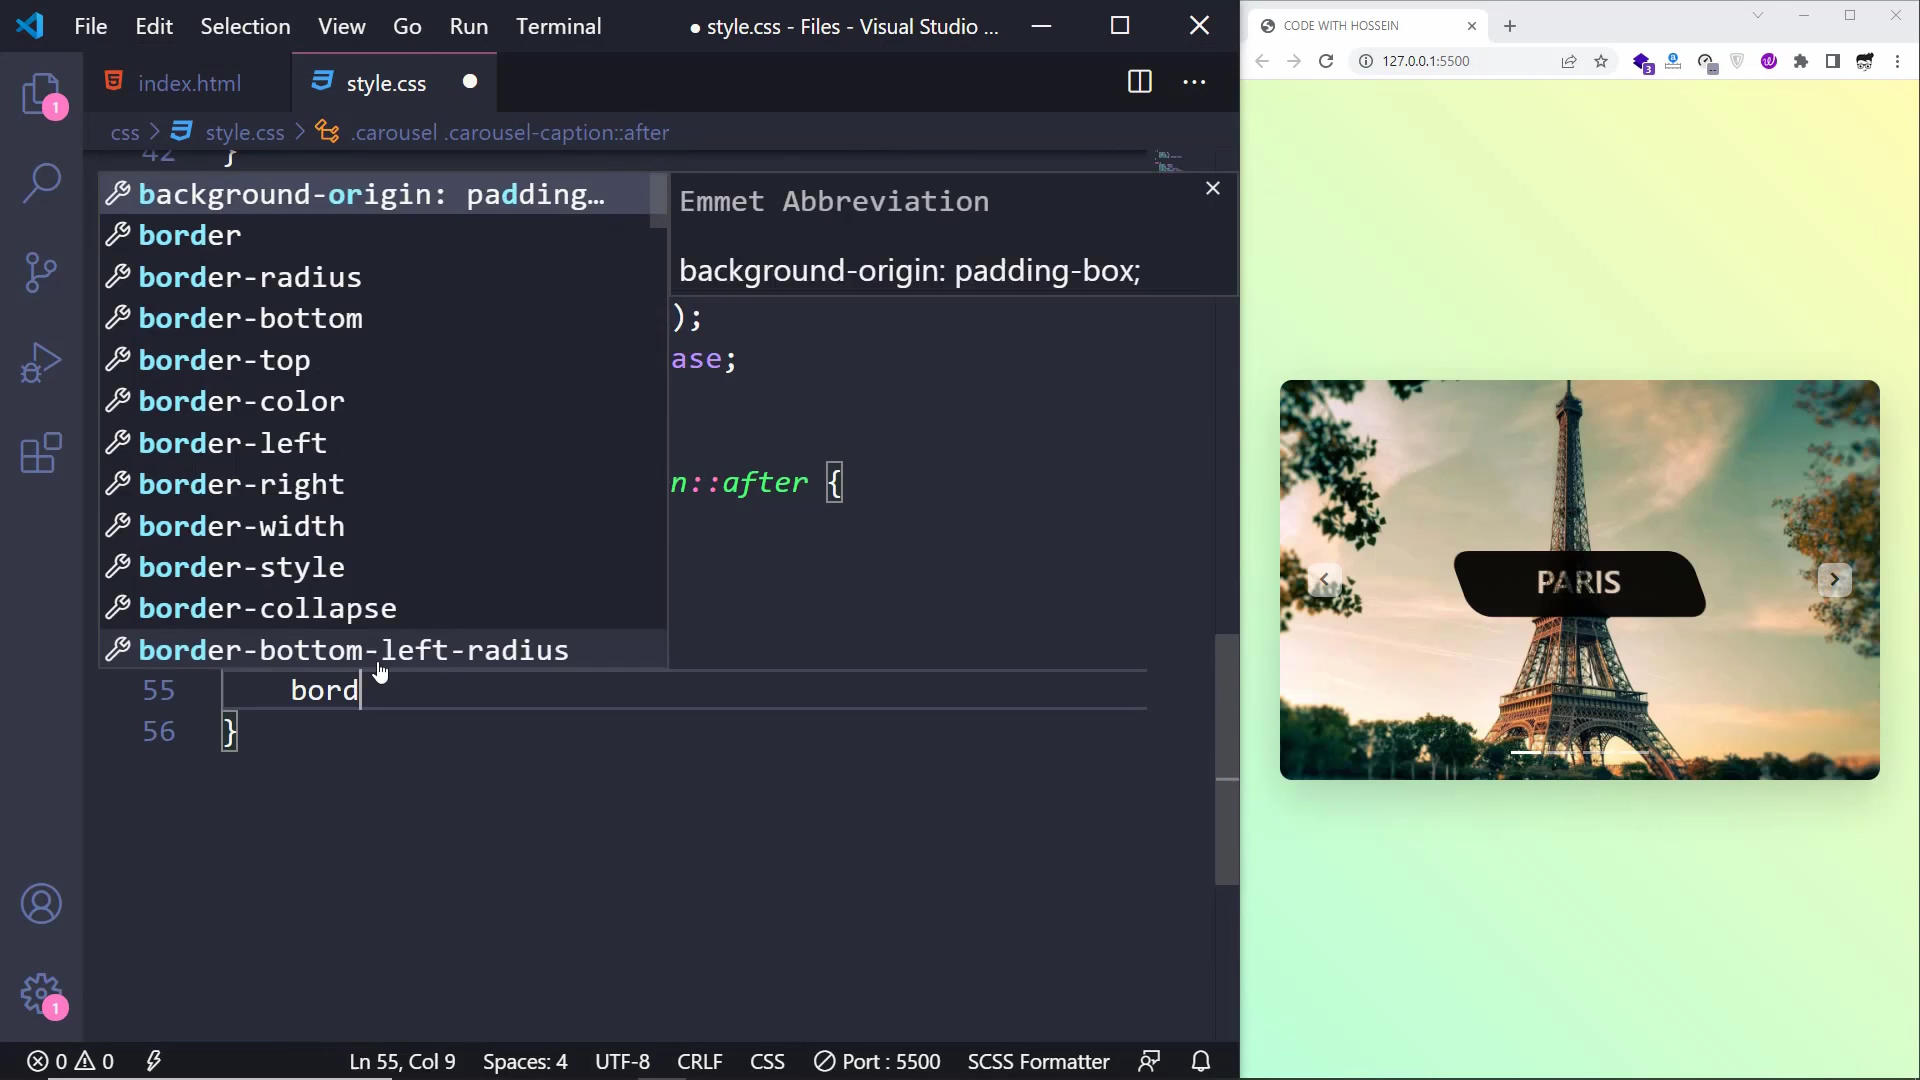 File Edit Selection View Go Run Terminal
● style.css - Files - Visual Studio ...
index.html
style.css
css > style.css > .carousel .carousel-caption::after
42 }
background-origin: padding…
border
border-radius
border-bottom
border-top
border-color
border-left
border-right
border-width
border-style
border-collapse
border-bottom-left-radius
Emmet Abbreviation
background-origin: padding-box;
);
ase;
n::after {
55 bord
56 }
1
1
0 0
Ln 55, Col 9 Spaces: 4 UTF-8 CRLF CSS Port : 5500 SCSS Formatter
CODE WITH HOSSEIN
127.0.0.1:5500
3
PARIS